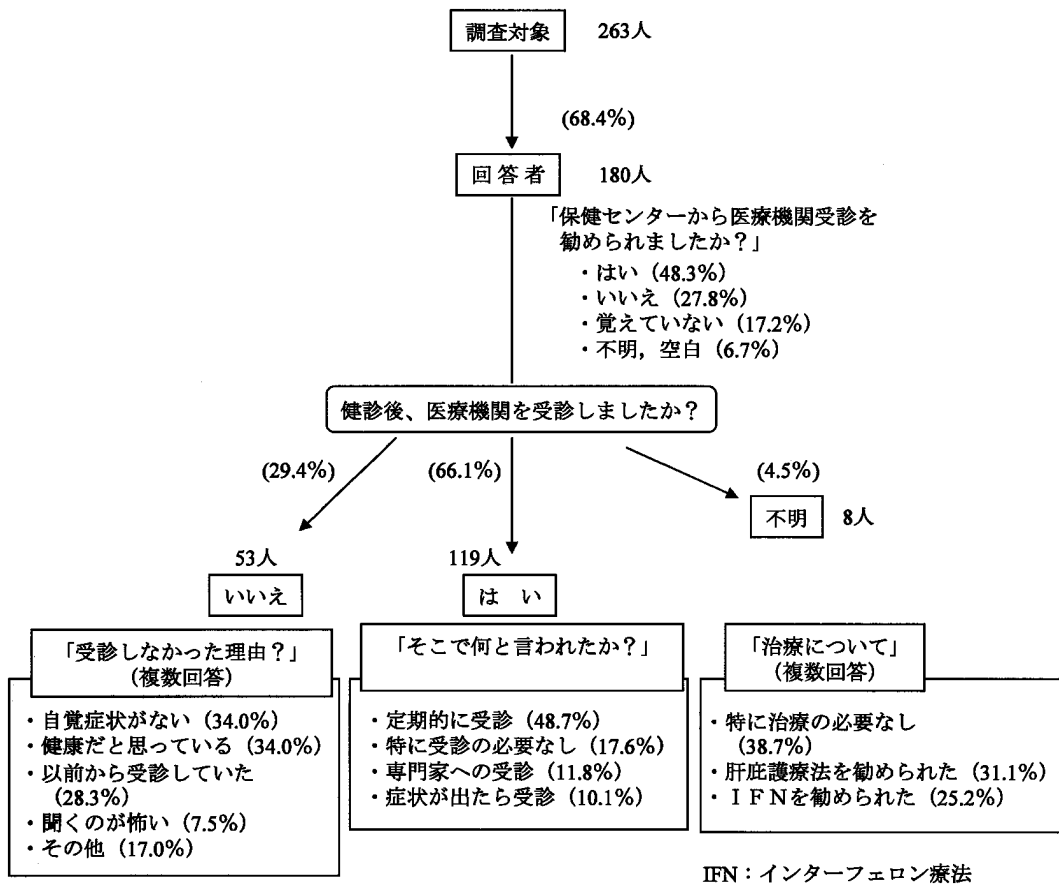 調査対象 263人
(68.4%)
回答者 180人
「保健センターから医療機関受診を
勧められましたか？」
・はい（48.3%）
・いいえ（27.8%）
・覚えていない（17.2%）
・不明，空白（6.7%）
健診後、医療機関を受診しましたか？
(29.4%) (66.1%) (4.5%)
不明 8人
53人 119人
いいえ は い
「受診しなかった理由？」
（複数回答）
・自覚症状がない（34.0%）
・健康だと思っている（34.0%）
・以前から受診していた
（28.3%）
・聞くのが怖い（7.5%）
・その他（17.0%）
「そこで何と言われたか？」
・定期的に受診（48.7%）
・特に受診の必要なし（17.6%）
・専門家への受診（11.8%）
・症状が出たら受診（10.1%）
「治療について」
（複数回答）
・特に治療の必要なし
（38.7%）
・肝庇護療法を勧められた（31.1%）
・ＩＦＮを勧められた（25.2%）
IFN：インターフェロン療法